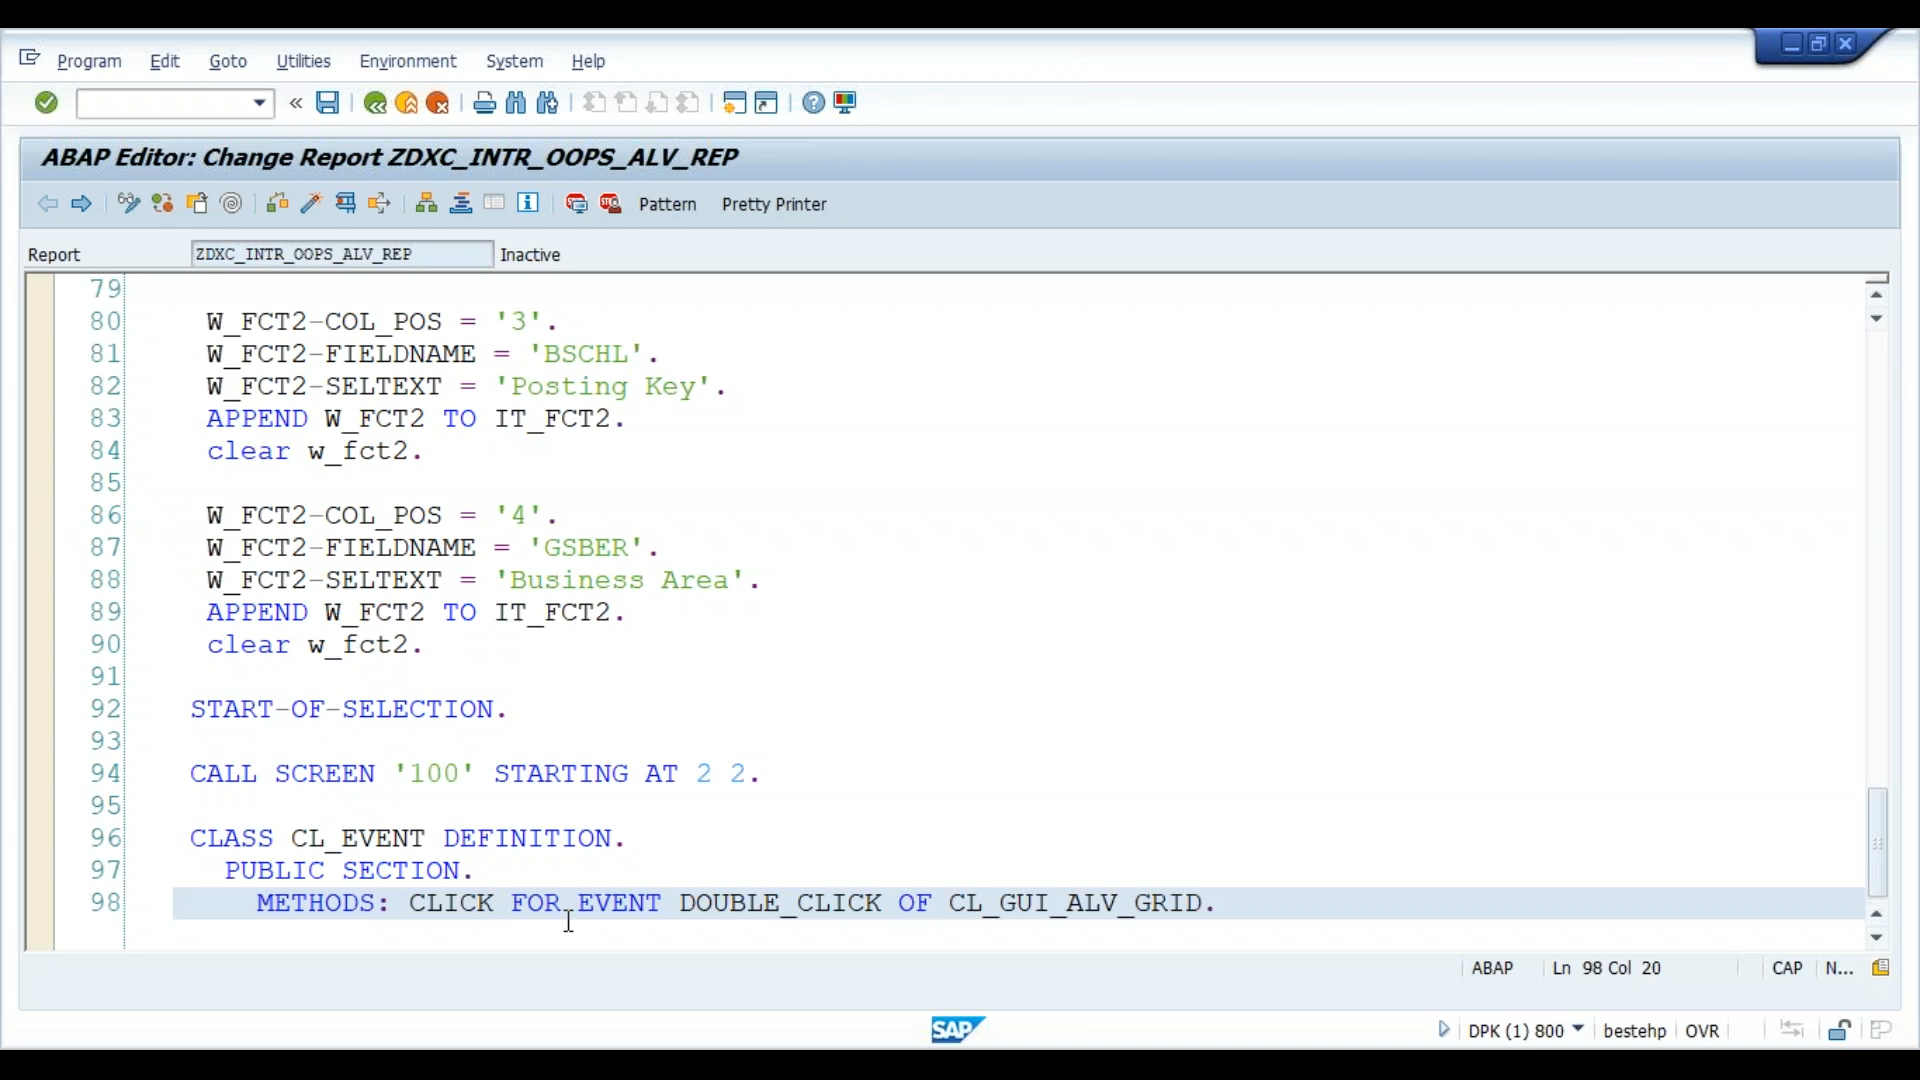 Program Edit Goto Utilities Environment System Help
ABAP Editor: Change Report ZDXC_INTR_OOPS_ALV_REP
Pattern Pretty Printer
Report ZDXC_INTR_OOPS_ALV_REP Inactive
79
80 W_FCT2-COL_POS = '3'.
81 W_FCT2-FIELDNAME = 'BSCHL'.
82 W_FCT2-SELTEXT = 'Posting Key'.
83 APPEND W_FCT2 TO IT_FCT2.
84 clear w_fct2.
85
86 W_FCT2-COL_POS = '4'.
87 W_FCT2-FIELDNAME = 'GSBER'.
88 W_FCT2-SELTEXT = 'Business Area'.
89 APPEND W_FCT2 TO IT_FCT2.
90 clear w_fct2.
91
92 START-OF-SELECTION.
93
94 CALL SCREEN '100' STARTING AT 2 2.
95
96 CLASS CL_EVENT DEFINITION.
97 PUBLIC SECTION.
98 METHODS: CLICK FOR EVENT DOUBLE_CLICK OF CL_GUI_ALV_GRID.
ABAP Ln 98 Col 20 CAP N...
SAP DPK (1) 800 bestehp OVR